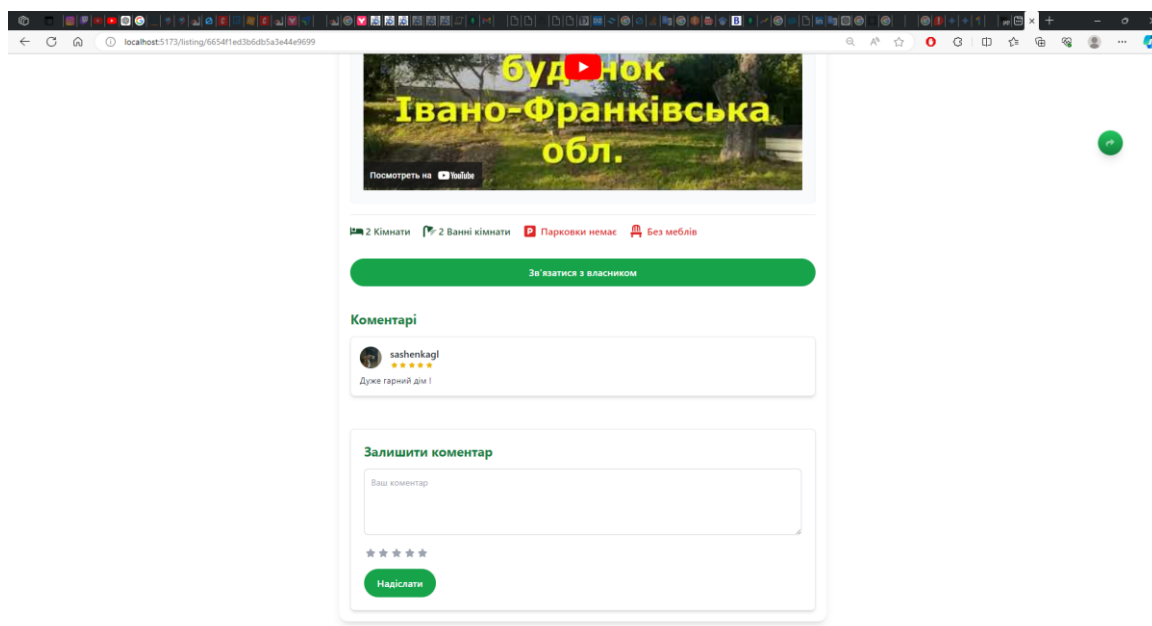 localhost:5173/listing/6654f1ed3b6db5a3e44e9699
будинок
Івано-Франківська
обл.
Посмотреть на YouTube
2 Кімнати 2 Ванні кімнати P Парковки немає Без меблів
Зв'язатися з власником
Коментарі
sashenkagl
Дуже гарний дім !
Залишити коментар
Ваш коментар
Надіслати